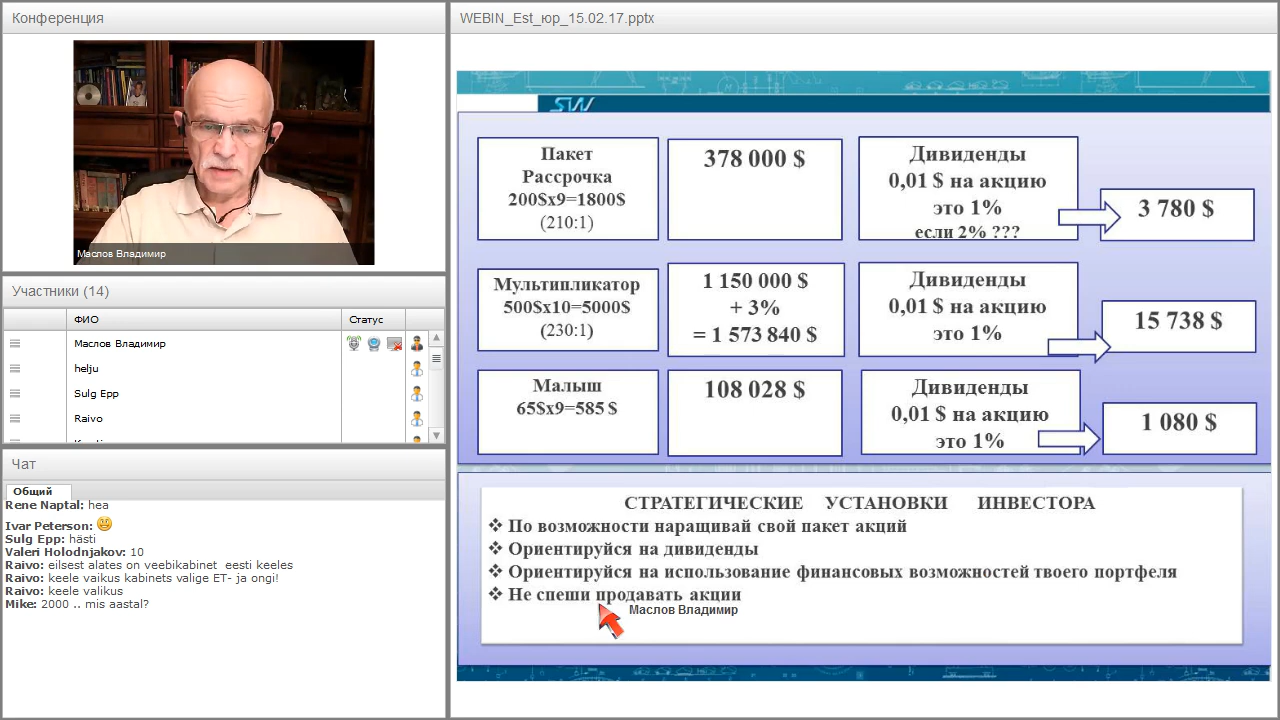 Конференция
Маслов Владимир
Участники (14)
ФИО
Статус
Маслов Владимир
helju
Sulg Epp
Raivo
Чат
Общий
Rene Naptal: hea
Ivar Peterson:
Sulg Epp: hästi
Valeri Holodnjakov: 10
Raivo: eilsest alates on veebikabinet eesti keeles
Raivo: keele vaikus kabinets valige ET- ja ongi!
Raivo: keele valikus
Mike: 2000 .. mis aastal?
WEBIN_Est_юр_15.02.17.pptx
SW
Пакет
Рассрочка
200$x9=1800$
(210:1)
378 000 $
Дивиденды
0,01 $ на акцию
это 1%
если 2% ???
3 780 $
Мультипликатор
500$x10=5000$
(230:1)
1 150 000 $
+ 3%
= 1 573 840 $
Дивиденды
0,01 $ на акцию
это 1%
15 738 $
Малыш
65$x9=585 $
108 028 $
Дивиденды
0,01 $ на акцию
это 1%
1 080 $
СТРАТЕГИЧЕСКИЕ УСТАНОВКИ ИНВЕСТОРА
❖ По возможности наращивай свой пакет акций
❖ Ориентируйся на дивиденды
❖ Ориентируйся на использование финансовых возможностей твоего портфеля
❖ Не спеши продавать акции
Маслов Владимир